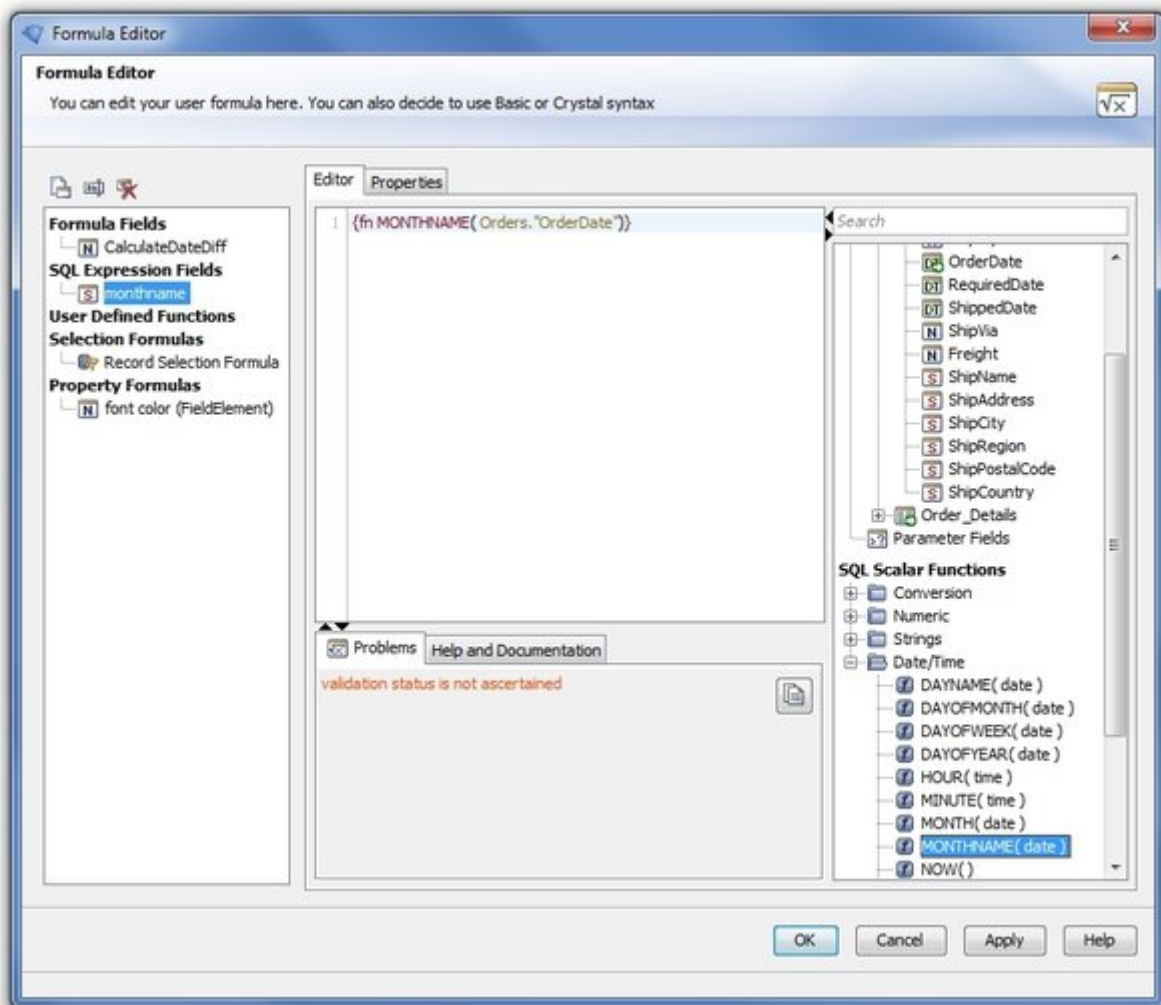 Formula Editor
Formula Editor
You can edit your user formula here. You can also decide to use Basic or Crystal syntax
Formula Fields
N CalculateDateDiff
SQL Expression Fields
S monthname
User Defined Functions
Selection Formulas
Record Selection Formula
Property Formulas
N font color (FieldElement)
Editor Properties
1 {fn MONTHNAME( Orders."OrderDate")}
Problems Help and Documentation
validation status is not ascertained
Search
OrderDate
DT RequiredDate
DT ShippedDate
N ShipVia
N Freight
S ShipName
S ShipAddress
S ShipCity
S ShipRegion
S ShipPostalCode
S ShipCountry
Order_Details
Parameter Fields
SQL Scalar Functions
Conversion
Numeric
Strings
Date/Time
DAYNAME( date )
DAYOFMONTH( date )
DAYOFWEEK( date )
DAYOFYEAR( date )
HOUR( time )
MINUTE( time )
MONTH( date )
MONTHNAME( date )
NOW( )
OK Cancel Apply Help